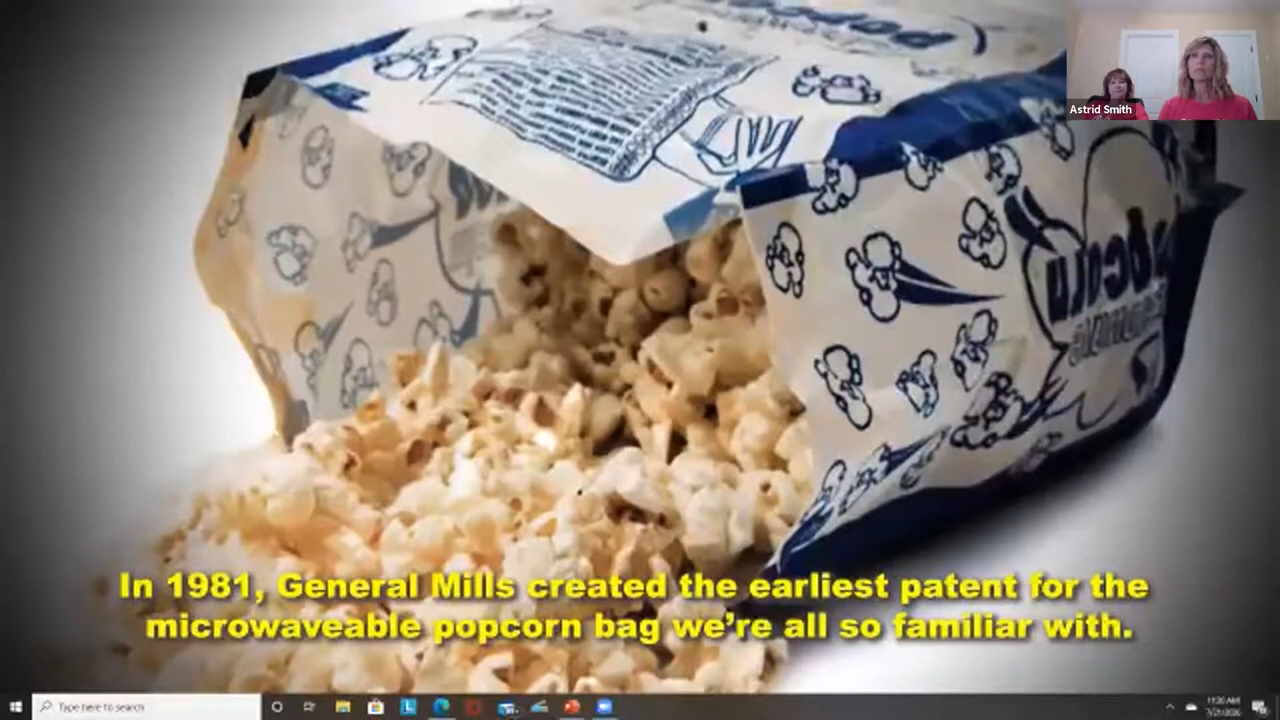 Astrid Smith
In 1981, General Mills created the earliest patent for the
microwaveable popcorn bag we're all so familiar with.
Type here to search